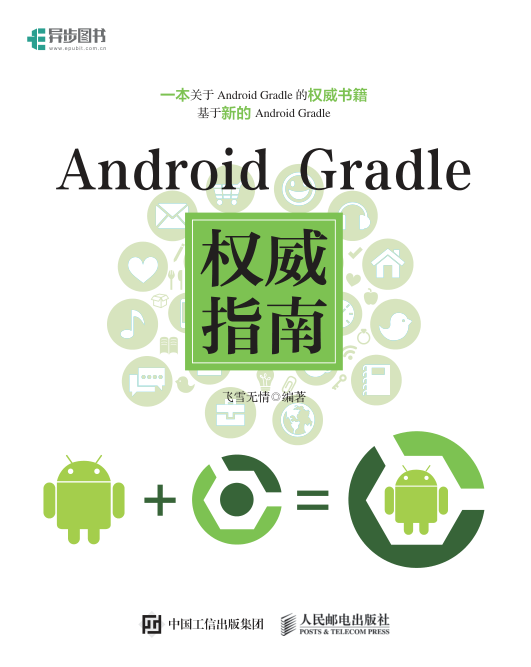 异步图书
www.epubit.com.cn
一本关于 Android Gradle 的权威书籍
基于新的 Android Gradle
Android Gradle
权威
指南
飞雪无情◎编著
+ =
中国工信出版集团
人民邮电出版社
POSTS & TELECOM PRESS